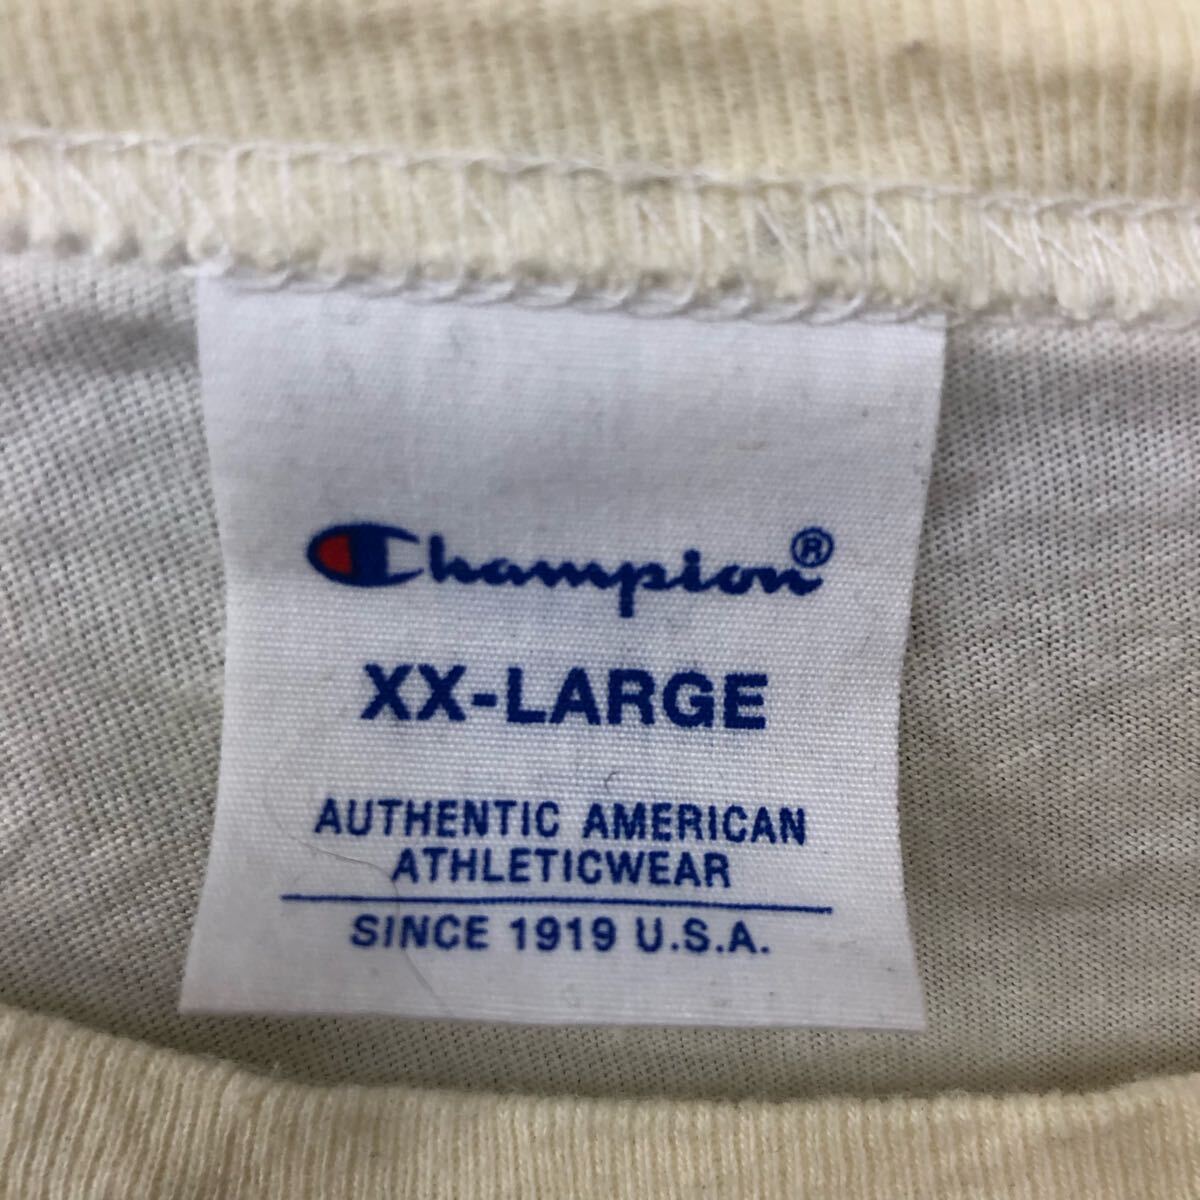 Champion®
XX-LARGE
AUTHENTIC AMERICAN
ATHLETICWEAR
SINCE 1919 U.S.A.